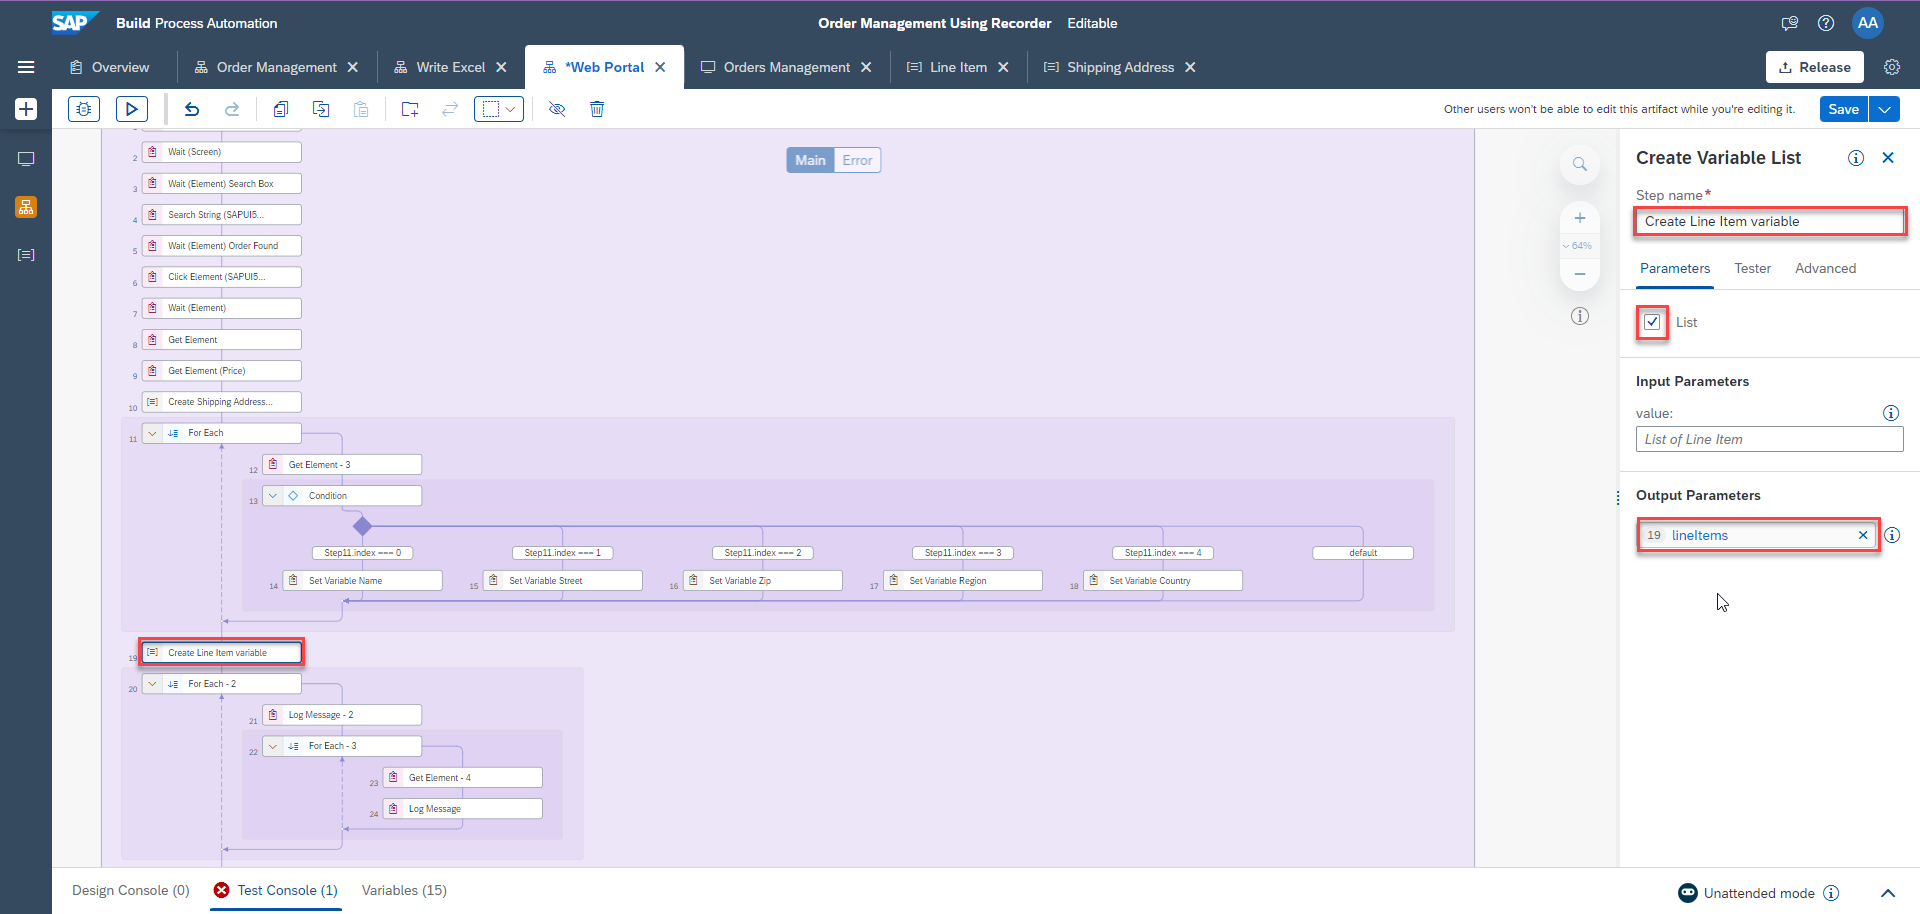 SAP
Build Process Automation
Order Management Using Recorder Editable
AA
Overview
Order Management
Write Excel
*Web Portal
Orders Management
Line Item
Shipping Address
Release
Other users won't be able to edit this artifact while you're editing it.
Save
Main
Error
64%
2 Wait (Screen)
3 Wait (Element) Search Box
4 Search String (SAPUI5...
5 Wait (Element) Order Found
6 Click Element (SAPUI5...
7 Wait (Element)
8 Get Element
9 Get Element (Price)
10 Create Shipping Address...
11 For Each
12 Get Element - 3
13 Condition
Step11.index === 0
Step11.index === 1
Step11.index === 2
Step11.index === 3
Step11.index === 4
default
14 Set Variable Name
15 Set Variable Street
16 Set Variable Zip
17 Set Variable Region
18 Set Variable Country
19 Create Line Item variable
20 For Each - 2
21 Log Message - 2
22 For Each - 3
23 Get Element - 4
24 Log Message
Create Variable List
Step name*
Create Line Item variable
Parameters
Tester
Advanced
List
Input Parameters
value:
List of Line Item
Output Parameters
19 lineItems
Design Console (0)
Test Console (1)
Variables (15)
Unattended mode